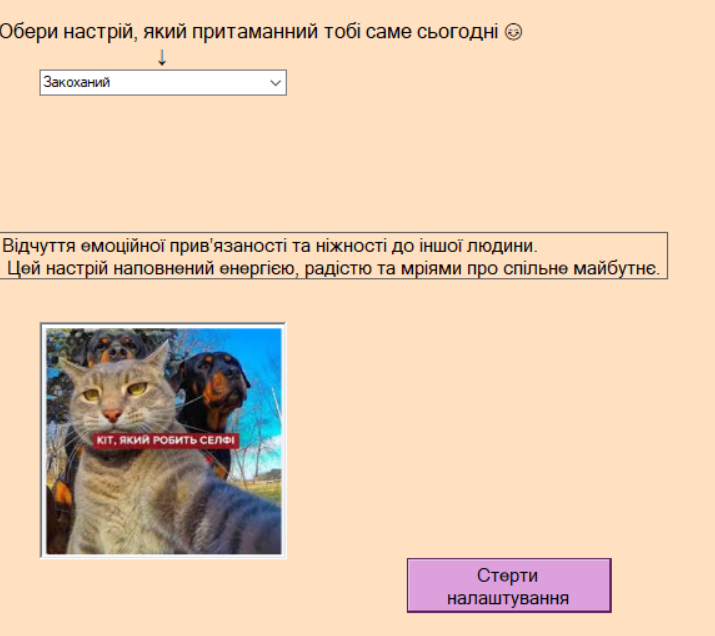 Обери настрій, який притаманний тобі саме сьогодні 😊
↓
Закоханий
Відчуття емоційної прив'язаності та ніжності до іншої людини.
Цей настрій наповнений енергією, радістю та мріями про спільне майбутнє.
КІТ, ЯКИЙ РОБИТЬ СЕЛФІ
Стерти
налаштування